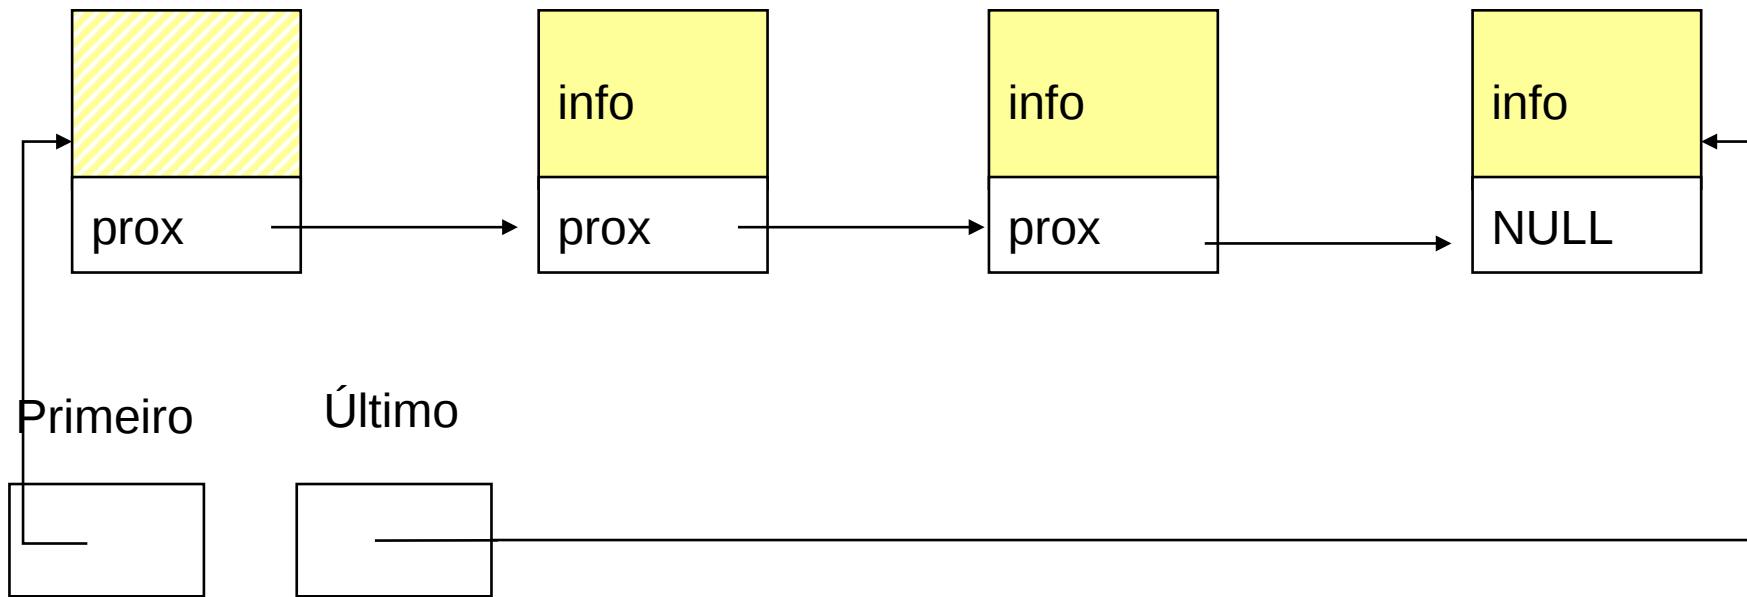 info
info
info
prox
prox
prox
NULL
Primeiro
Último